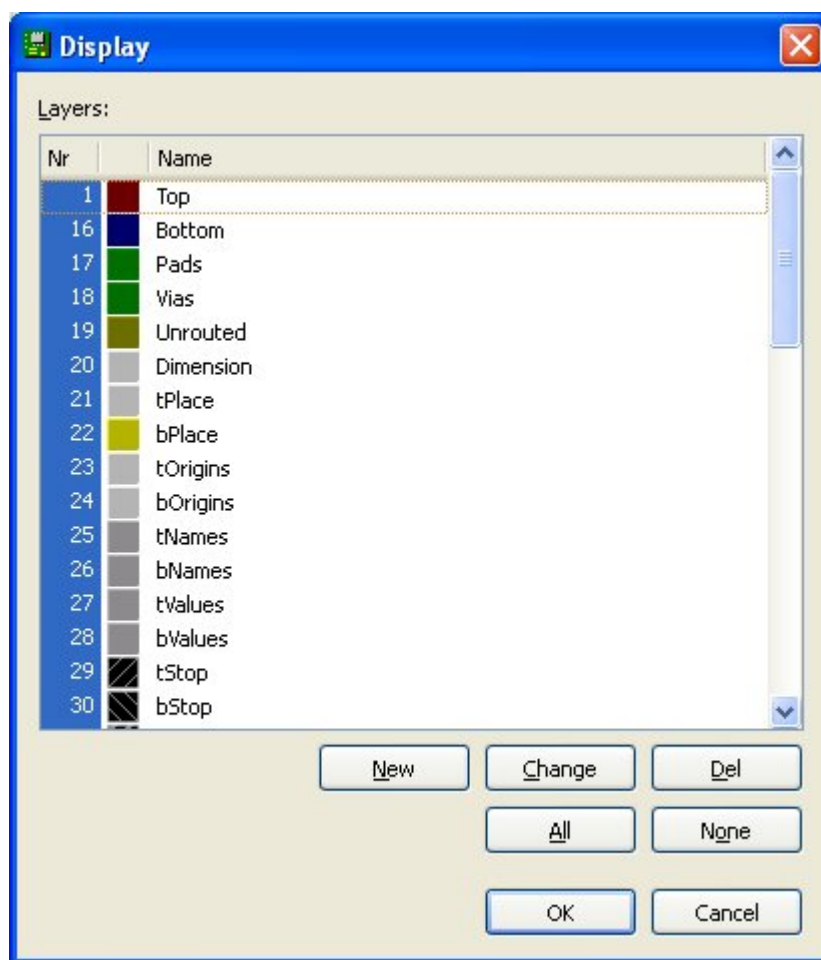 Display
Layers:
Nr Name
1 Top
16 Bottom
17 Pads
18 Vias
19 Unrouted
20 Dimension
21 tPlace
22 bPlace
23 tOrigins
24 bOrigins
25 tNames
26 bNames
27 tValues
28 bValues
29 tStop
30 bStop
New Change Del
All None
OK Cancel